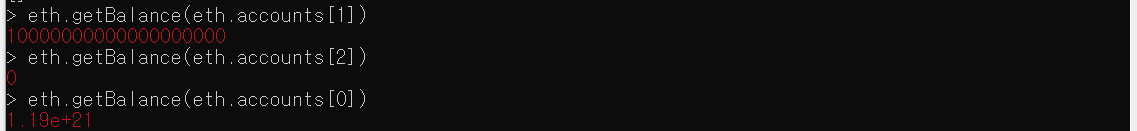 > eth.getBalance(eth.accounts[1])
10000000000000000000
> eth.getBalance(eth.accounts[2])
0
> eth.getBalance(eth.accounts[0])
1.19e+21